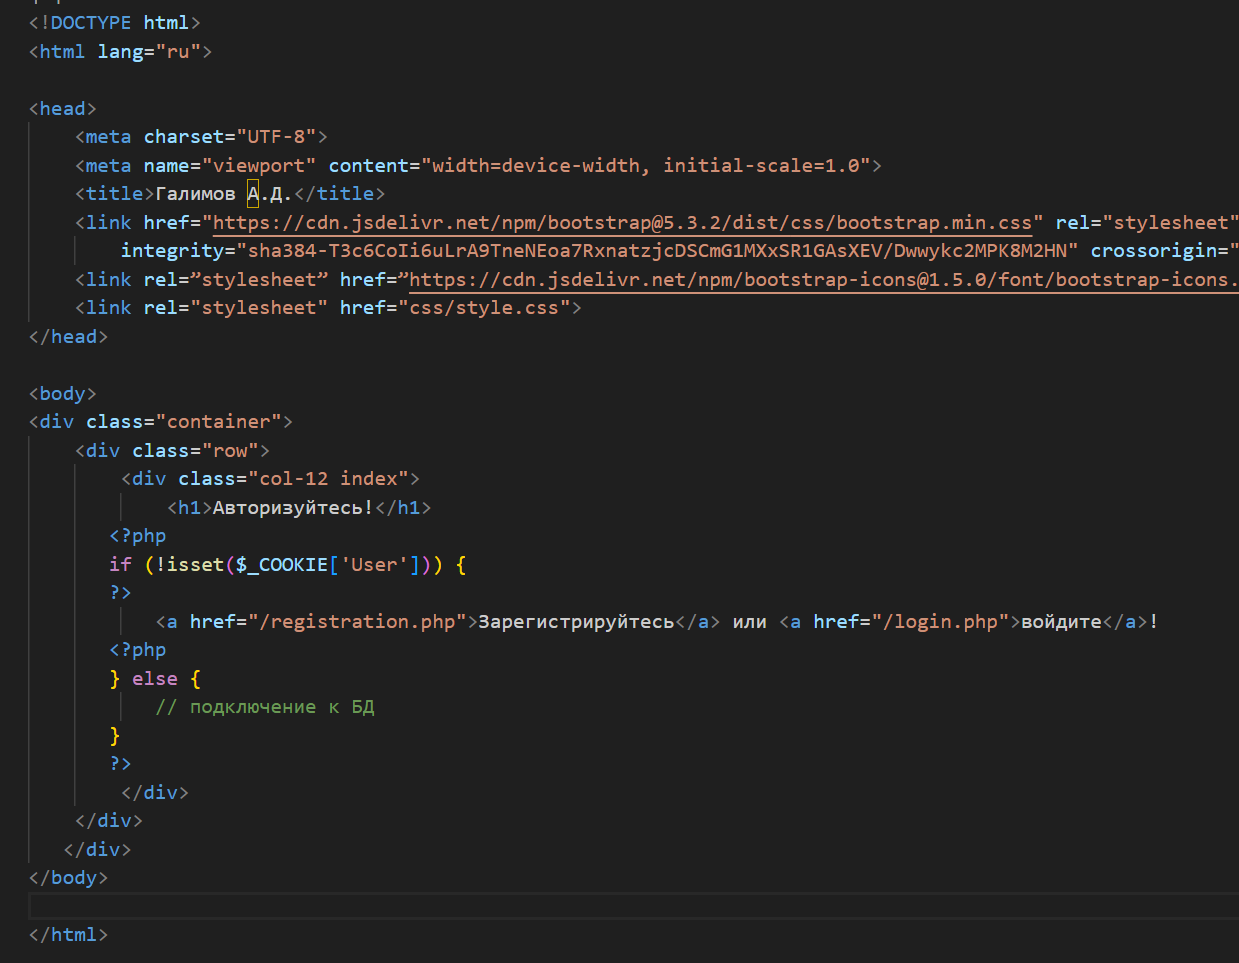 <!DOCTYPE html>
<html lang="ru">
<head>
<meta charset="UTF-8">
<meta name="viewport" content="width=device-width, initial-scale=1.0">
<title>Галимов А.Д.</title>
<link href="https://cdn.jsdelivr.net/npm/bootstrap@5.3.2/dist/css/bootstrap.min.css" rel="stylesheet"
integrity="sha384-T3c6CoIi6uLrA9TneNEoa7RxnatzjcDSCmG1MXxSR1GAsXEV/Dwwykc2MPK8M2HN" crossorigin="
<link rel=”stylesheet” href=”https://cdn.jsdelivr.net/npm/bootstrap-icons@1.5.0/font/bootstrap-icons.
<link rel="stylesheet" href="css/style.css">
</head>
<body>
<div class="container">
<div class="row">
<div class="col-12 index">
<h1>Авторизуйтесь!</h1>
<?php
if (!isset($_COOKIE['User'])) {
?>
<a href="/registration.php">Зарегистрируйтесь</a> или <a href="/login.php">войдите</a>!
<?php
} else {
// подключение к БД
}
?>
</div>
</div>
</div>
</body>
</html>